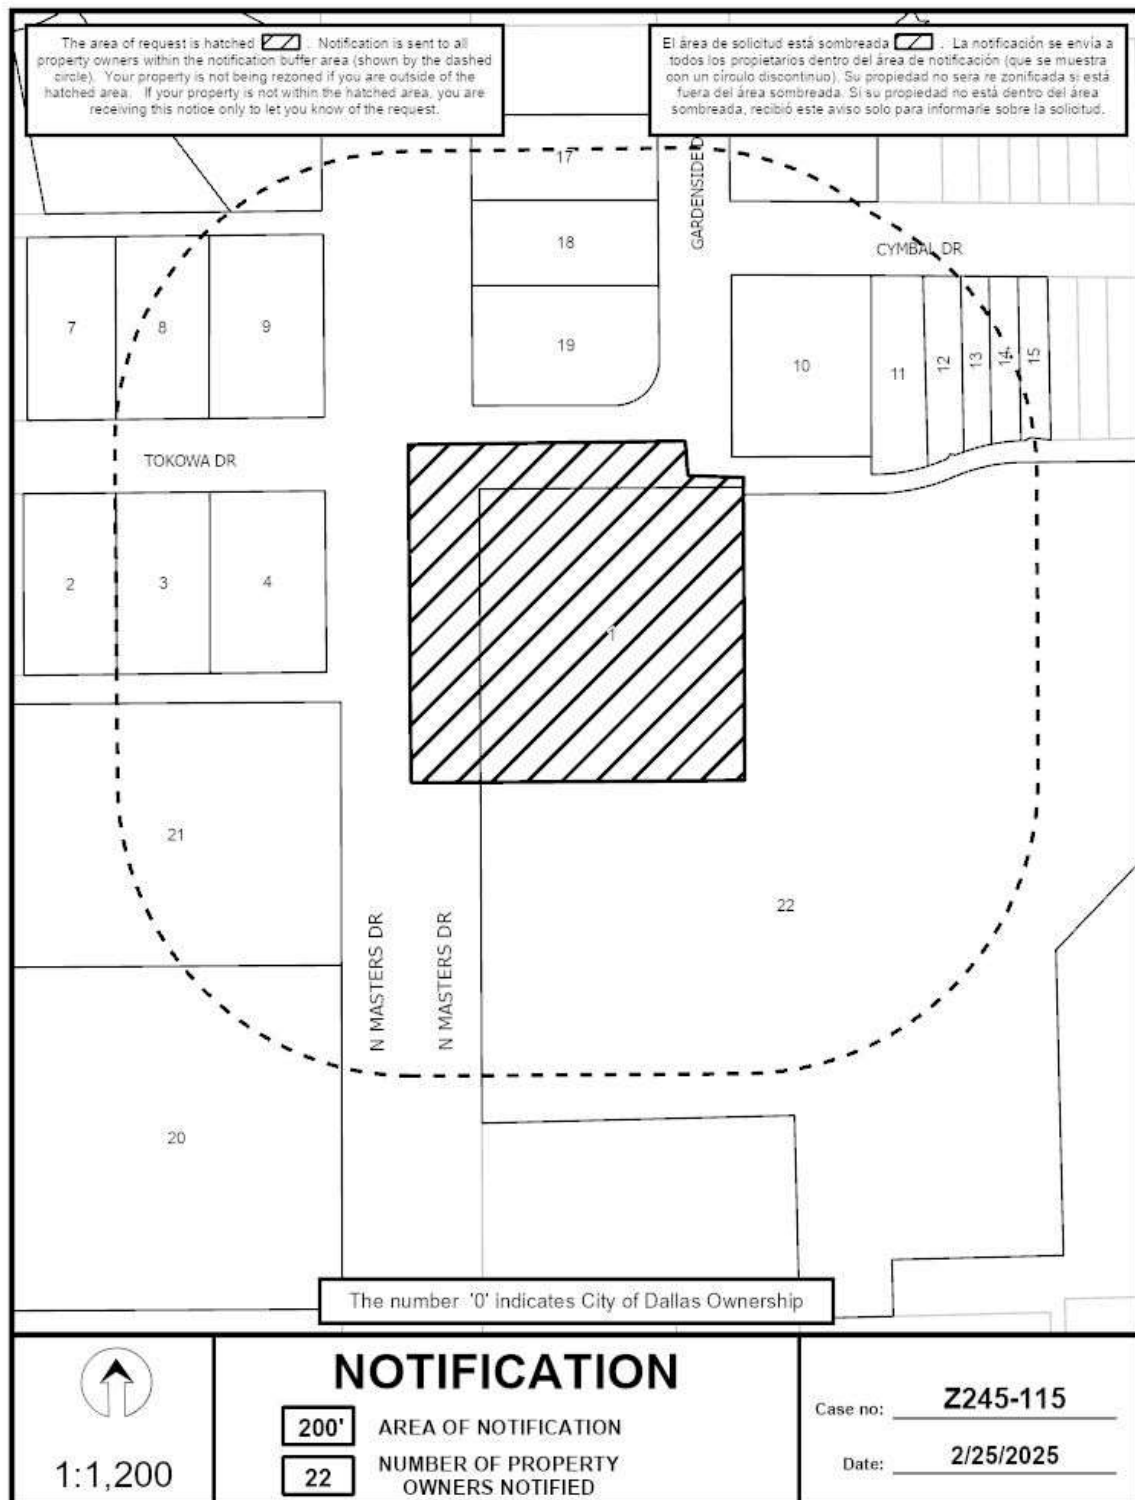 The area of request is hatched . Notification is sent to all
property owners within the notification buffer area (shown by the dashed
circle). Your property is not being rezoned if you are outside of the
hatched area. If your property is not within the hatched area, you are
receiving this notice only to let you know of the request.
El área de solicitud está sombreada . La notificación se envía a
todos los propietarios dentro del área de notificación (que se muestra
con un círculo discontinuo). Su propiedad no sera re zonificada si está
fuera del área sombreada. Si su propiedad no está dentro del área
sombreada, recibió este aviso solo para informarle sobre la solicitud.
17
GARDENSIDE D
18
CYMBAL DR
7
8
9
19
10
11
12
13
14
15
TOKOWA DR
2
3
4
1
21
22
N MASTERS DR
N MASTERS DR
20
The number '0' indicates City of Dallas Ownership
1:1,200
NOTIFICATION
200' AREA OF NOTIFICATION
22 NUMBER OF PROPERTY
OWNERS NOTIFIED
Case no: Z245-115
Date: 2/25/2025